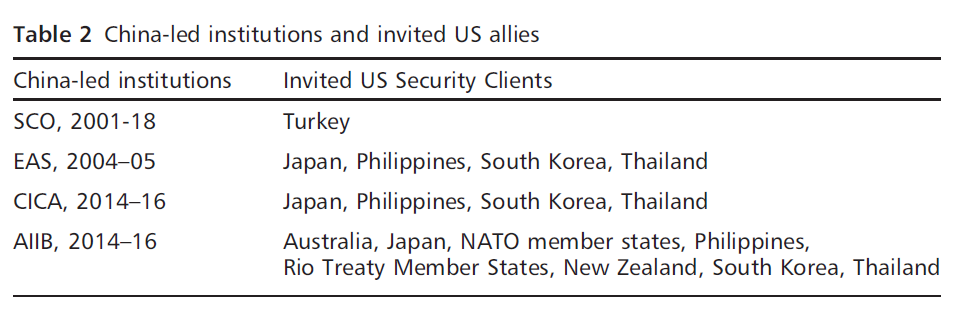 Table 2 China-led institutions and invited US allies
China-led institutions Invited US Security Clients
SCO, 2001-18 Turkey
EAS, 2004–05 Japan, Philippines, South Korea, Thailand
CICA, 2014–16 Japan, Philippines, South Korea, Thailand
AIIB, 2014–16 Australia, Japan, NATO member states, Philippines,
Rio Treaty Member States, New Zealand, South Korea, Thailand